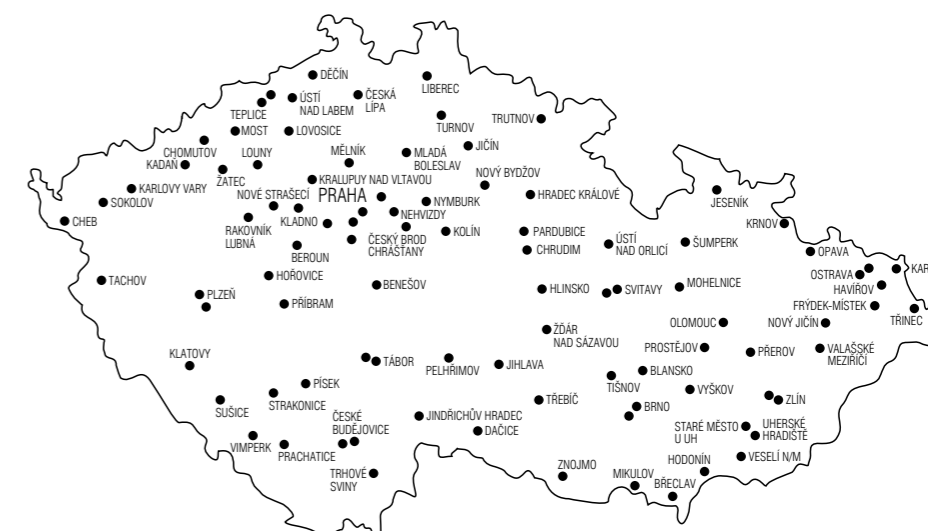 DĚČÍN
LIBEREC
TEPLICE
ÚSTÍ
NAD LABEM
ČESKÁ
LÍPA
TURNOV
TRUTNOV
MOST
LOVOSICE
CHOMUTOV
JIČÍN
MLADÁ
BOLESLAV
MĚLNÍK
LOUNY
KADAŇ
ŽATEC
KRALUPUY NAD VLTAVOU
NOVÝ BYDŽOV
KARLOVY VARY
SOKOLOV
NOVÉ STRAŠECÍ
PRAHA
NYMBURK
HRADEC KRÁLOVÉ
JESENÍK
CHEB
RAKOVNÍK
LUBNÁ
KLADNO
NEHVIZDY
KOLÍN
PARDUBICE
KRNOV
ČESKÝ BROD
CHRÁŠŤANY
CHRUDIM
ÚSTÍ
NAD ORLICÍ
ŠUMPERK
OPAVA
BEROUN
HOŘOVICE
OSTRAVA
KAR
TACHOV
BENEŠOV
HLINSKO
SVITAVY
MOHELNICE
HAVÍŘOV
PLZEŇ
PŘÍBRAM
FRÝDEK-MÍSTEK
TŘINEC
OLOMOUC
NOVÝ JIČÍN
ŽĎÁR
NAD SÁZAVOU
PROSTĚJOV
PŘEROV
VALAŠSKÉ
MEZIŘÍČÍ
KLATOVY
TÁBOR
PELHŘIMOV
JIHLAVA
BLANSKO
TIŠNOV
PÍSEK
STRAKONICE
VYŠKOV
SUŠICE
TŘEBÍČ
ZLÍN
BRNO
ČESKÉ
BUDĚJOVICE
JINDŘICHŮV HRADEC
DAČICE
STARÉ MĚSTO
U UH
UHERSKÉ
HRADIŠTĚ
VIMPERK
PRACHATICE
VESELÍ N/M
HODONÍN
TRHOVÉ
SVINY
ZNOJMO
MIKULOV
BŘECLAV